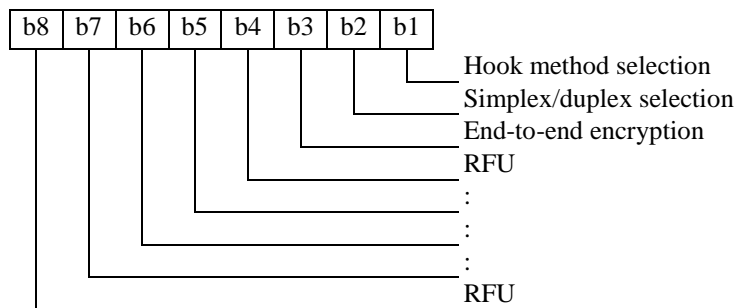 b8 b7 b6 b5 b4 b3 b2 b1
Hook method selection
Simplex/duplex selection
End-to-end encryption
RFU
:
:
:
RFU